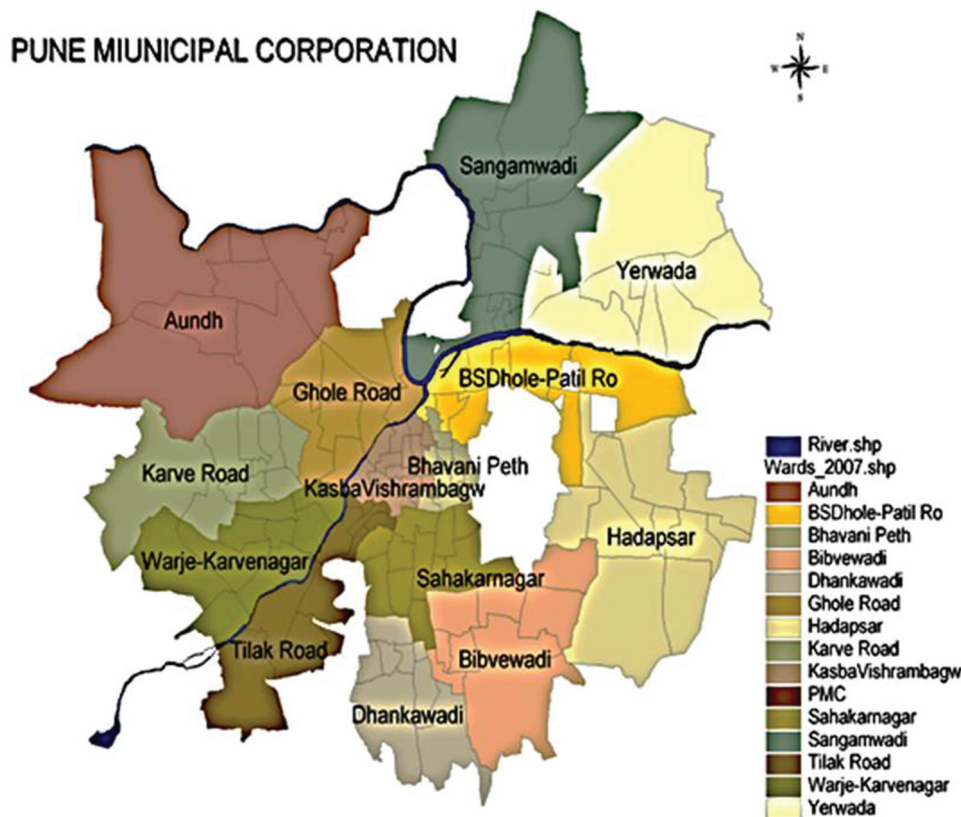 PUNE MIUNICIPAL CORPORATION
N
W E
S
Sangamwadi
Yerwada
Aundh
BSDhole-Patil Ro
Ghole Road
Bhavani Peth
Karve Road
KasbaVishrambagw
Hadapsar
Warje-Karvenagar
Sahakarnagar
Tilak Road
Bibvewadi
Dhankawadi
River.shp
Wards_2007.shp
Aundh
BSDhole-Patil Ro
Bhavani Peth
Bibvewadi
Dhankawadi
Ghole Road
Hadapsar
Karve Road
KasbaVishrambagw
PMC
Sahakarnagar
Sangamwadi
Tilak Road
Warje-Karvenagar
Yerwada